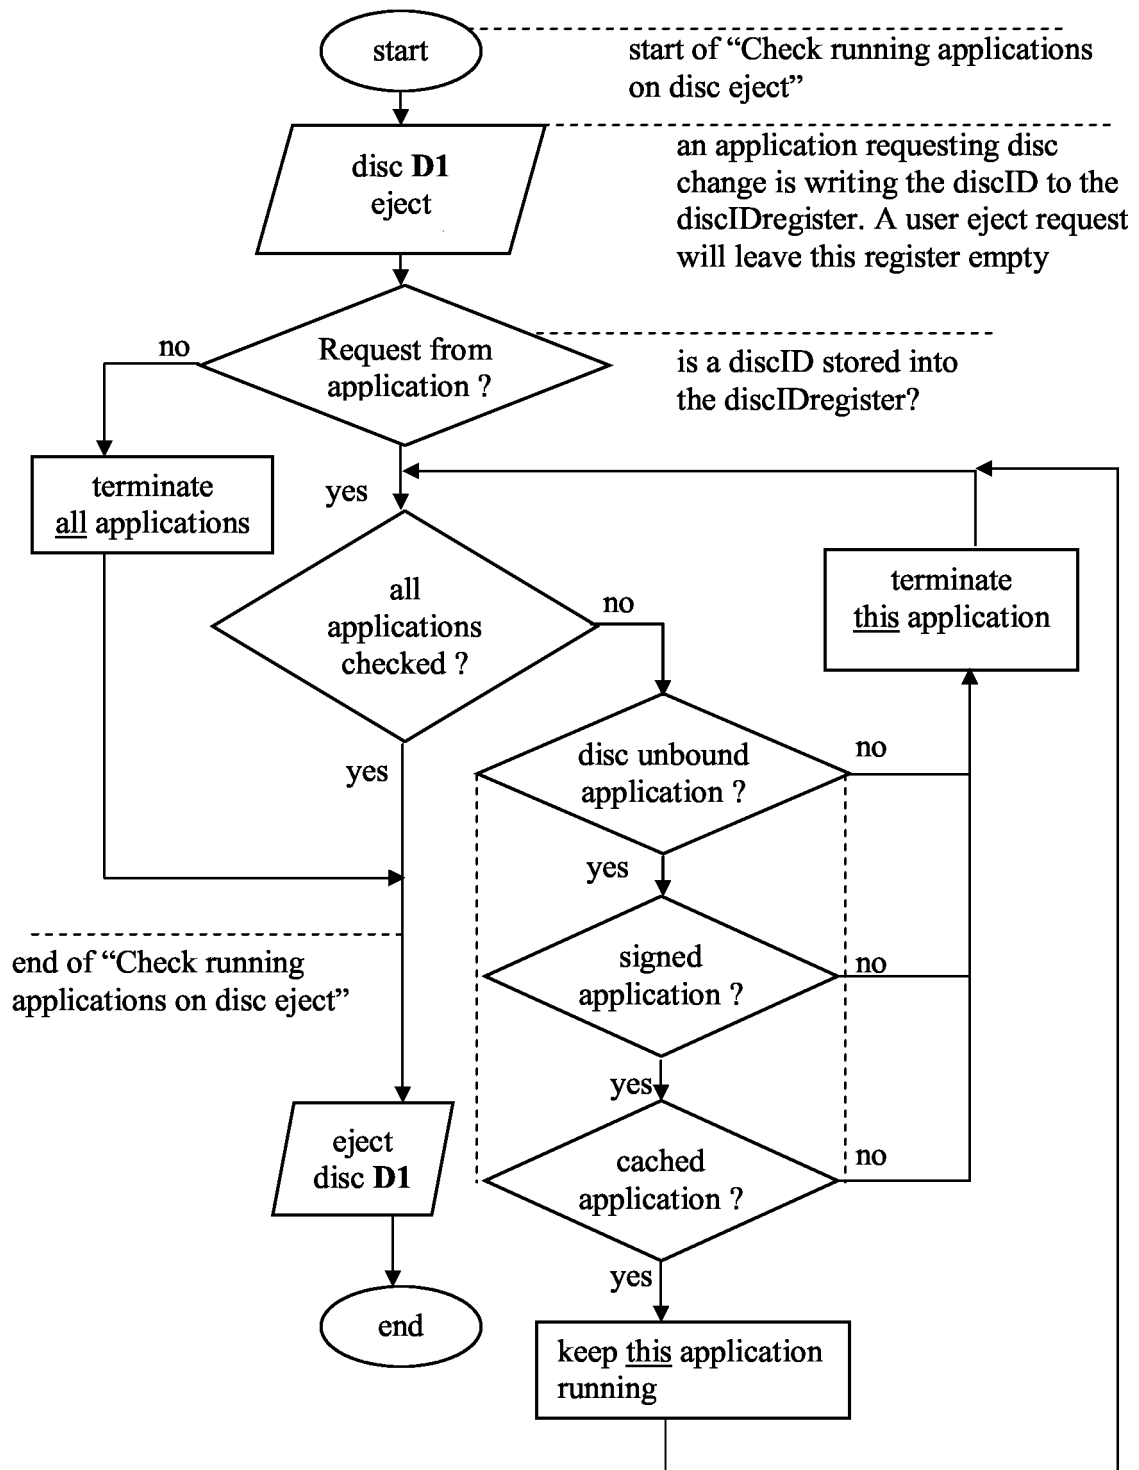 start
start of “Check running applications
on disc eject”
disc D1
eject
an application requesting disc
change is writing the discID to the
discIDregister. A user eject request
will leave this register empty
no
Request from
application ?
is a discID stored into
the discIDregister?
terminate
all applications
yes
all
applications
checked ?
no
terminate
this application
yes
disc unbound
application ?
no
yes
end of “Check running
applications on disc eject”
signed
application ?
no
yes
eject
disc D1
cached
application ?
no
yes
end
keep this application
running